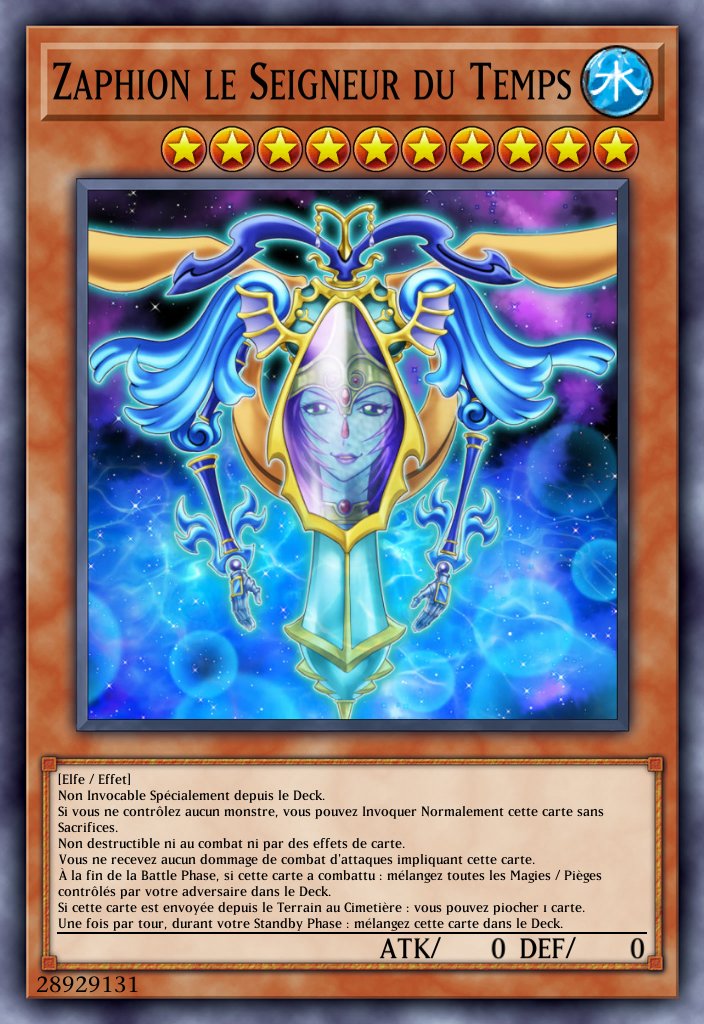 Zaphion le Seigneur du Temps
水
[Elfe / Effet]
Non Invocable Spécialement depuis le Deck.
Si vous ne contrôlez aucun monstre, vous pouvez Invoquer Normalement cette carte sans
Sacrifices.
Non destructible ni au combat ni par des effets de carte.
Vous ne recevez aucun dommage de combat d'attaques impliquant cette carte.
À la fin de la Battle Phase, si cette carte a combattu : mélangez toutes les Magies / Pièges
contrôlés par votre adversaire dans le Deck.
Si cette carte est envoyée depuis le Terrain au Cimetière : vous pouvez piocher 1 carte.
Une fois par tour, durant votre Standby Phase : mélangez cette carte dans le Deck.
ATK/ 0 DEF/ 0
28929131